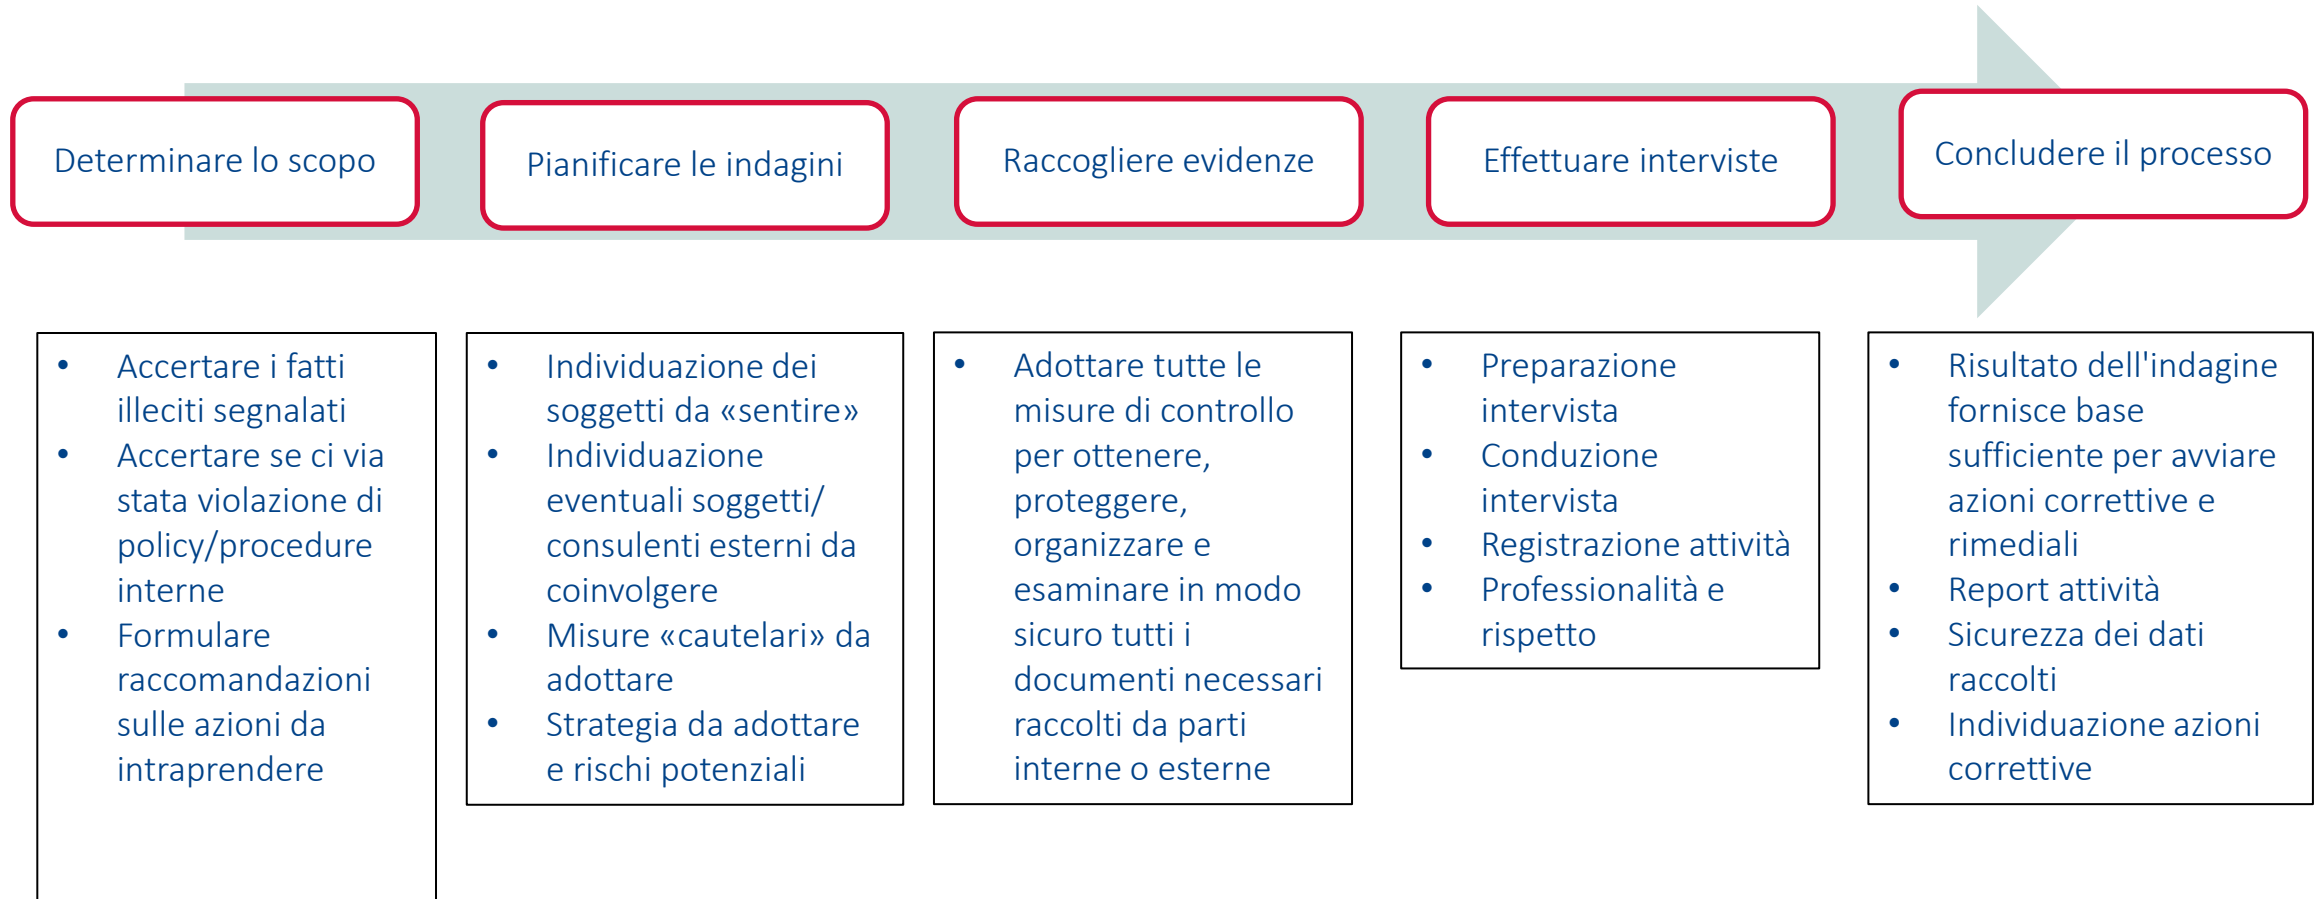 Determinare lo scopo
Pianificare le indagini
Raccogliere evidenze
Effettuare interviste
Concludere il processo
• Accertare i fatti
illeciti segnalati
• Accertare se ci via
stata violazione di
policy/procedure
interne
• Formulare
raccomandazioni
sulle azioni da
intraprendere
• Individuazione dei
soggetti da «sentire»
• Individuazione
eventuali soggetti/
consulenti esterni da
coinvolgere
• Misure «cautelari» da
adottare
• Strategia da adottare
e rischi potenziali
• Adottare tutte le
misure di controllo
per ottenere,
proteggere,
organizzare e
esaminare in modo
sicuro tutti i
documenti necessari
raccolti da parti
interne o esterne
• Preparazione
intervista
• Conduzione
intervista
• Registrazione attività
• Professionalità e
rispetto
• Risultato dell'indagine
fornisce base
sufficiente per avviare
azioni correttive e
rimediali
• Report attività
• Sicurezza dei dati
raccolti
• Individuazione azioni
correttive